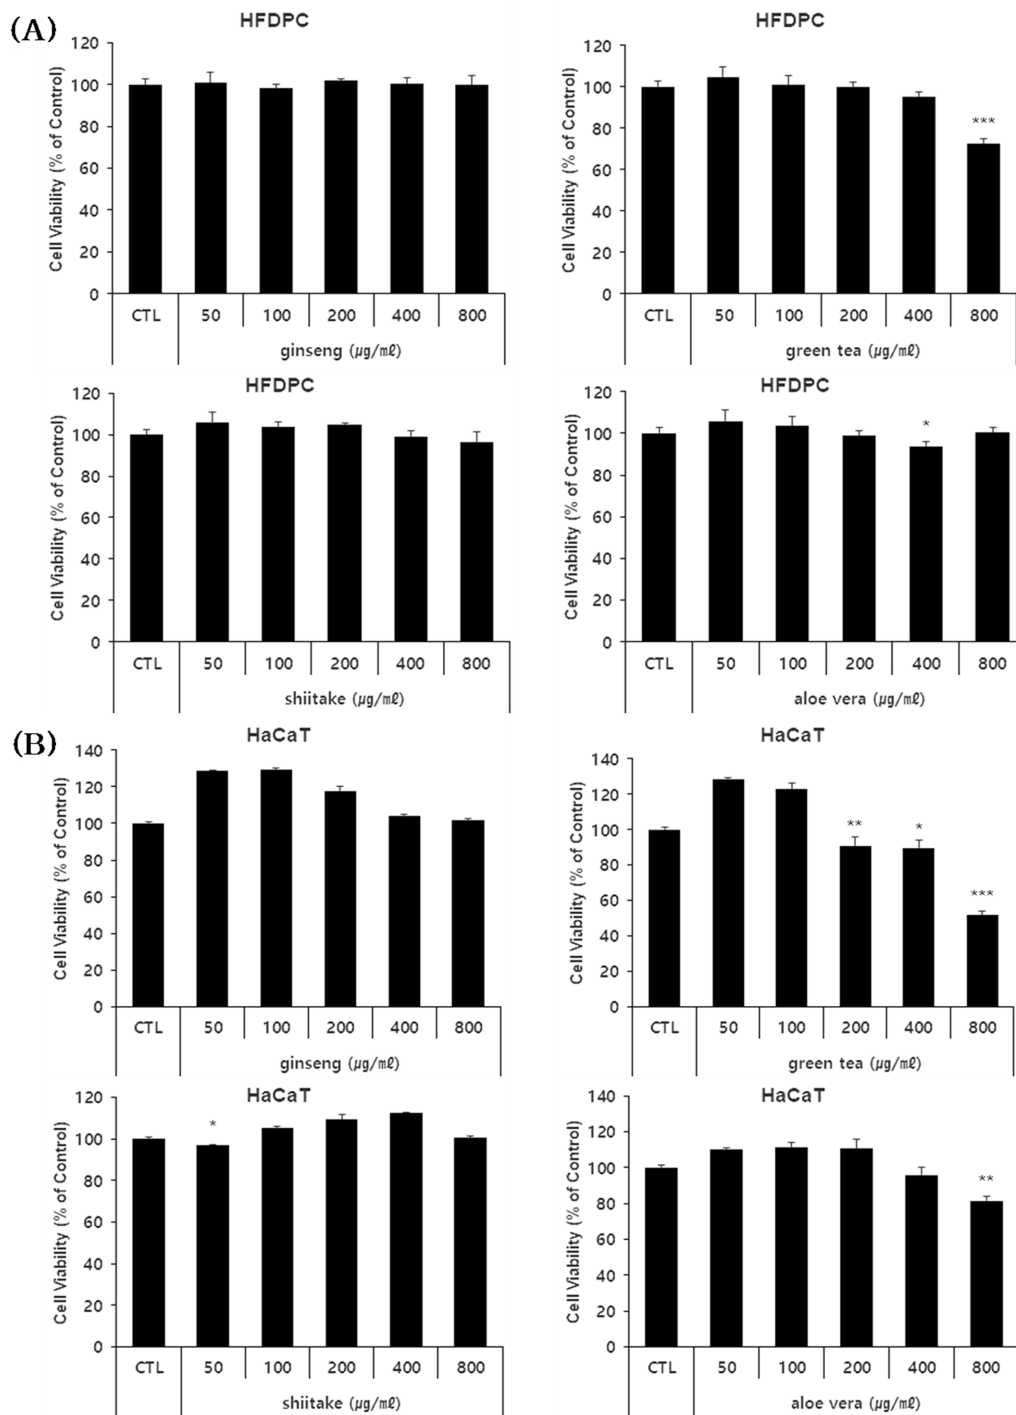 (A)
HFDPC
Cell Viability (% of Control)
120
100
80
60
40
20
0
CTL 50 100 200 400 800
ginseng (㎍/㎖)
HFDPC
Cell Viability (% of Control)
120
100
80
60
40
20
0
***
CTL 50 100 200 400 800
green tea (㎍/㎖)
HFDPC
Cell Viability (% of Control)
120
100
80
60
40
20
0
CTL 50 100 200 400 800
shiitake (㎍/㎖)
HFDPC
Cell Viability (% of Control)
120
100
80
60
40
20
0
*
CTL 50 100 200 400 800
aloe vera (㎍/㎖)
(B)
HaCaT
Cell Viability (% of Control)
140
120
100
80
60
40
20
0
CTL 50 100 200 400 800
ginseng (㎍/㎖)
HaCaT
Cell Viability (% of Control)
140
120
100
80
60
40
20
0
** * ***
CTL 50 100 200 400 800
green tea (㎍/㎖)
HaCaT
Cell Viability (% of Control)
120
100
80
60
40
20
0
*
CTL 50 100 200 400 800
shiitake (㎍/㎖)
HaCaT
Cell Viability (% of Control)
140
120
100
80
60
40
20
0
**
CTL 50 100 200 400 800
aloe vera (㎍/㎖)